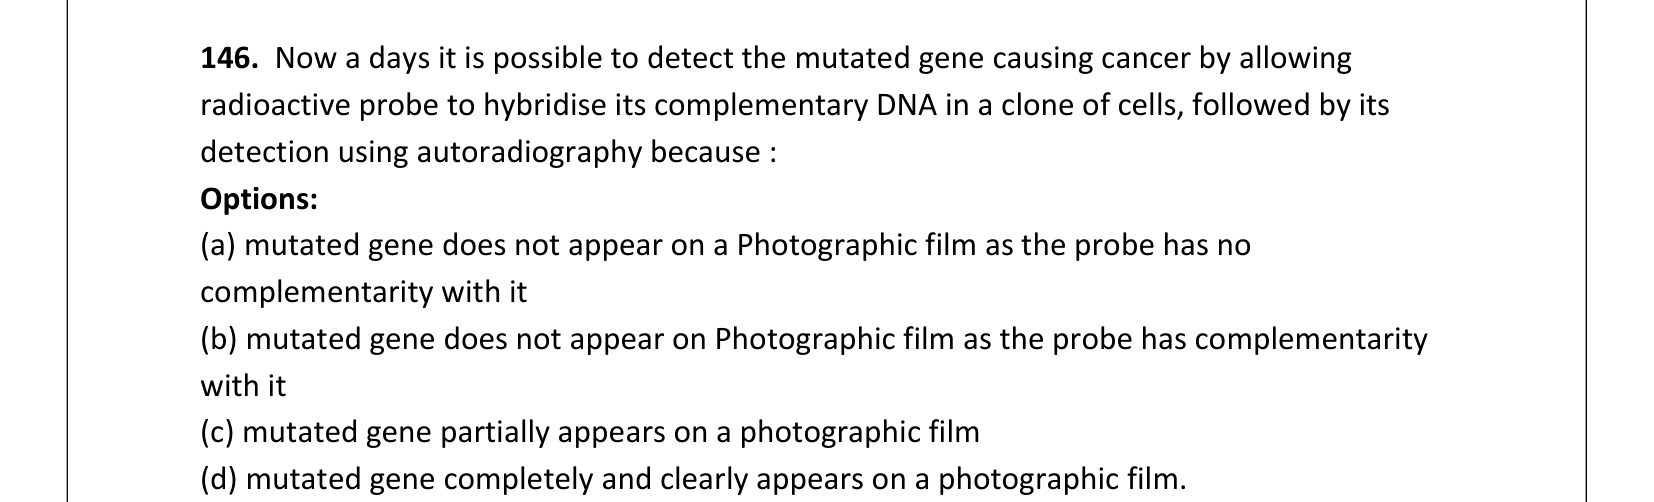 146. Now a days it is possible to detect the mutated gene causing cancer by allowing
radioactive probe to hybridise its complementary DNA in a clone of cells, followed by its
detection using autoradiography because :
Options:
(a) mutated gene does not appear on a Photographic film as the probe has no
complementarity with it
(b) mutated gene does not appear on Photographic film as the probe has complementarity
with it
(c) mutated gene partially appears on a photographic film
(d) mutated gene completely and clearly appears on a photographic film.